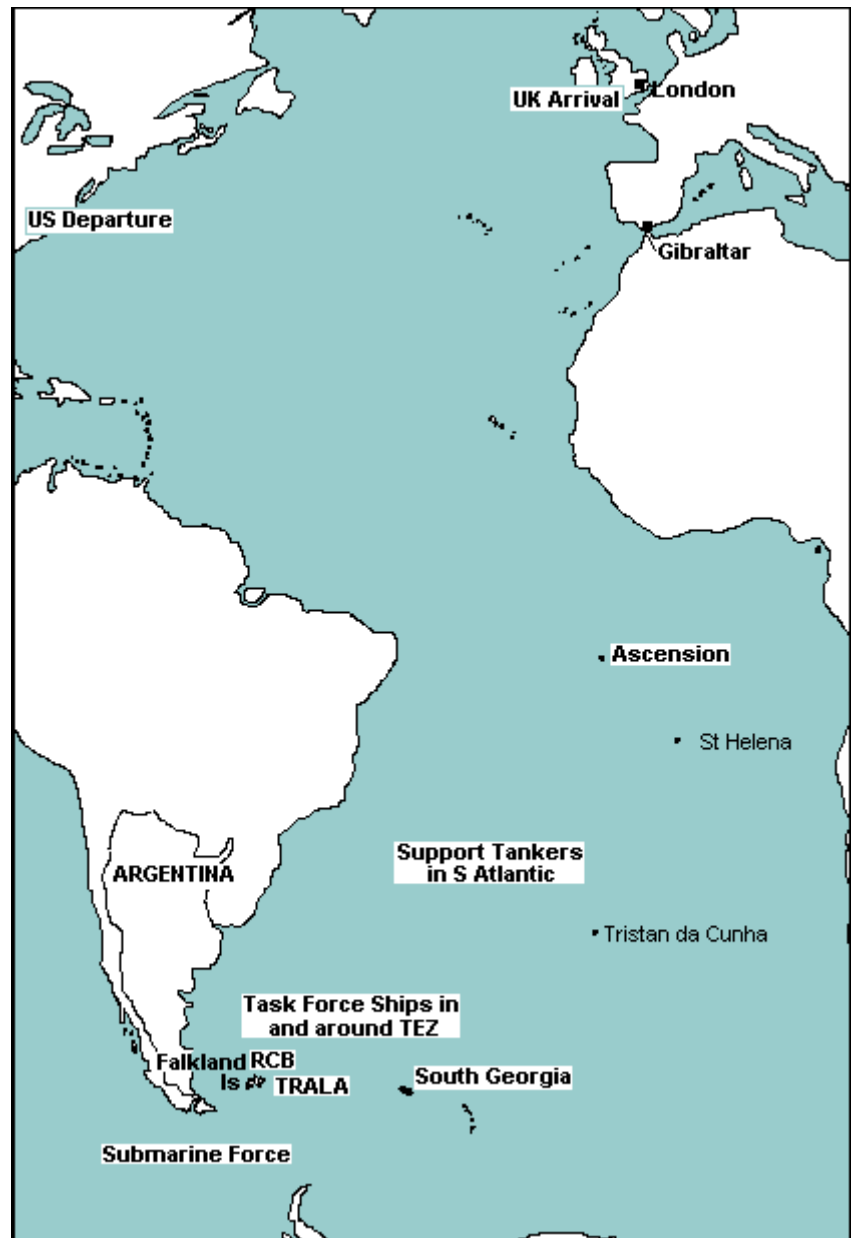 UK Arrival
London
US Departure
Gibraltar
Ascension
St Helena
Support Tankers
in S Atlantic
ARGENTINA
Tristan da Cunha
Task Force Ships in
and around TEZ
Falkland RCB
Is TRALA
South Georgia
Submarine Force